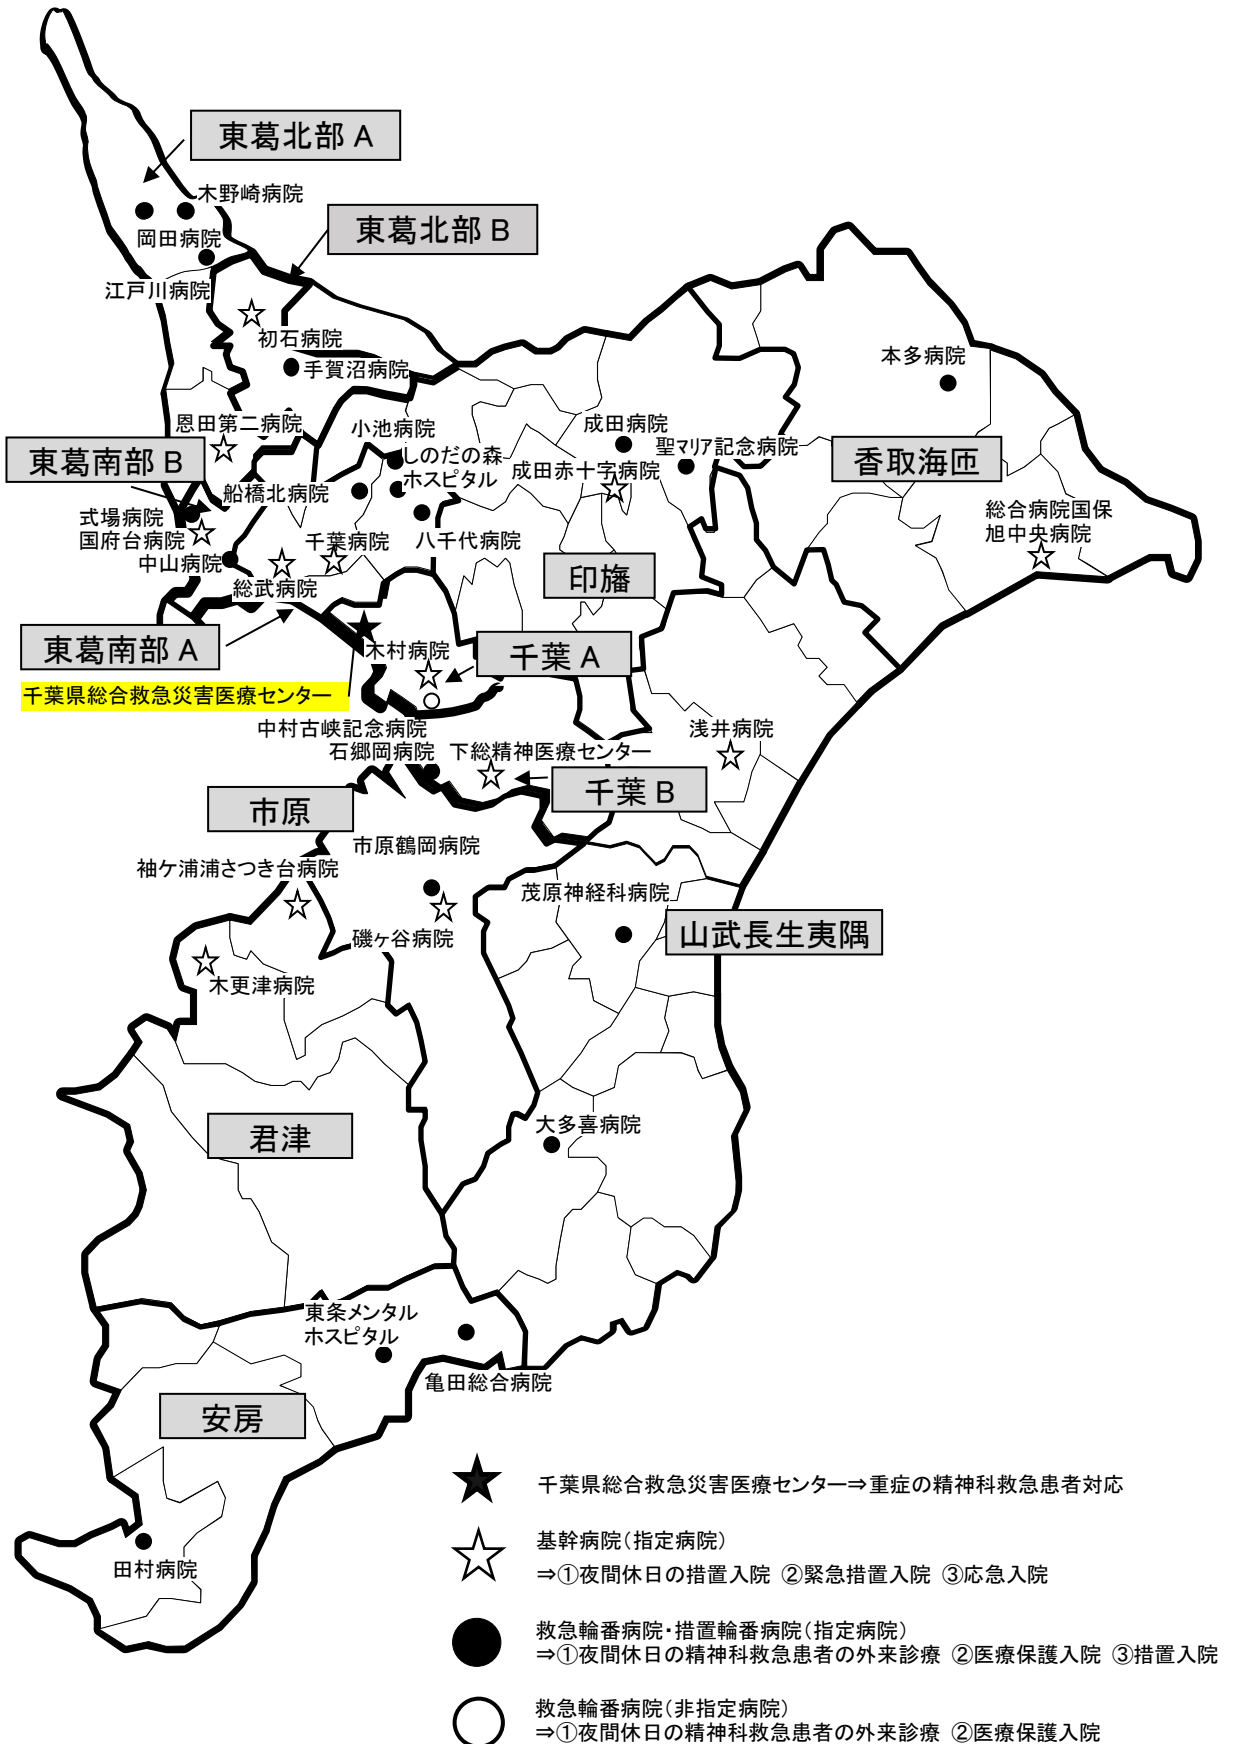 東葛北部 A
木野崎病院
東葛北部 B
岡田病院
江戸川病院
初石病院
手賀沼病院
本多病院
恩田第二病院
小池病院
成田病院
聖マリア記念病院
東葛南部 B
しのだの森
ホスピタル
成田赤十字病院
香取海匝
船橋北病院
式場病院
国府台病院
中山病院
千葉病院
八千代病院
総合病院国保
旭中央病院
印旛
総武病院
東葛南部 A
木村病院
千葉 A
千葉県総合救急災害医療センター
中村古峡記念病院
石郷岡病院
下総精神医療センター
浅井病院
千葉 B
市原
市原鶴岡病院
袖ケ浦浦さつき台病院
茂原神経科病院
磯ヶ谷病院
山武長生夷隅
木更津病院
君津
大多喜病院
東条メンタル
ホスピタル
亀田総合病院
安房
田村病院
千葉県総合救急災害医療センター⇒重症の精神科救急患者対応
基幹病院(指定病院)
⇒①夜間休日の措置入院 ②緊急措置入院 ③応急入院
救急輪番病院・措置輪番病院(指定病院)
⇒①夜間休日の精神科救急患者の外来診療 ②医療保護入院 ③措置入院
救急輪番病院(非指定病院)
⇒①夜間休日の精神科救急患者の外来診療 ②医療保護入院